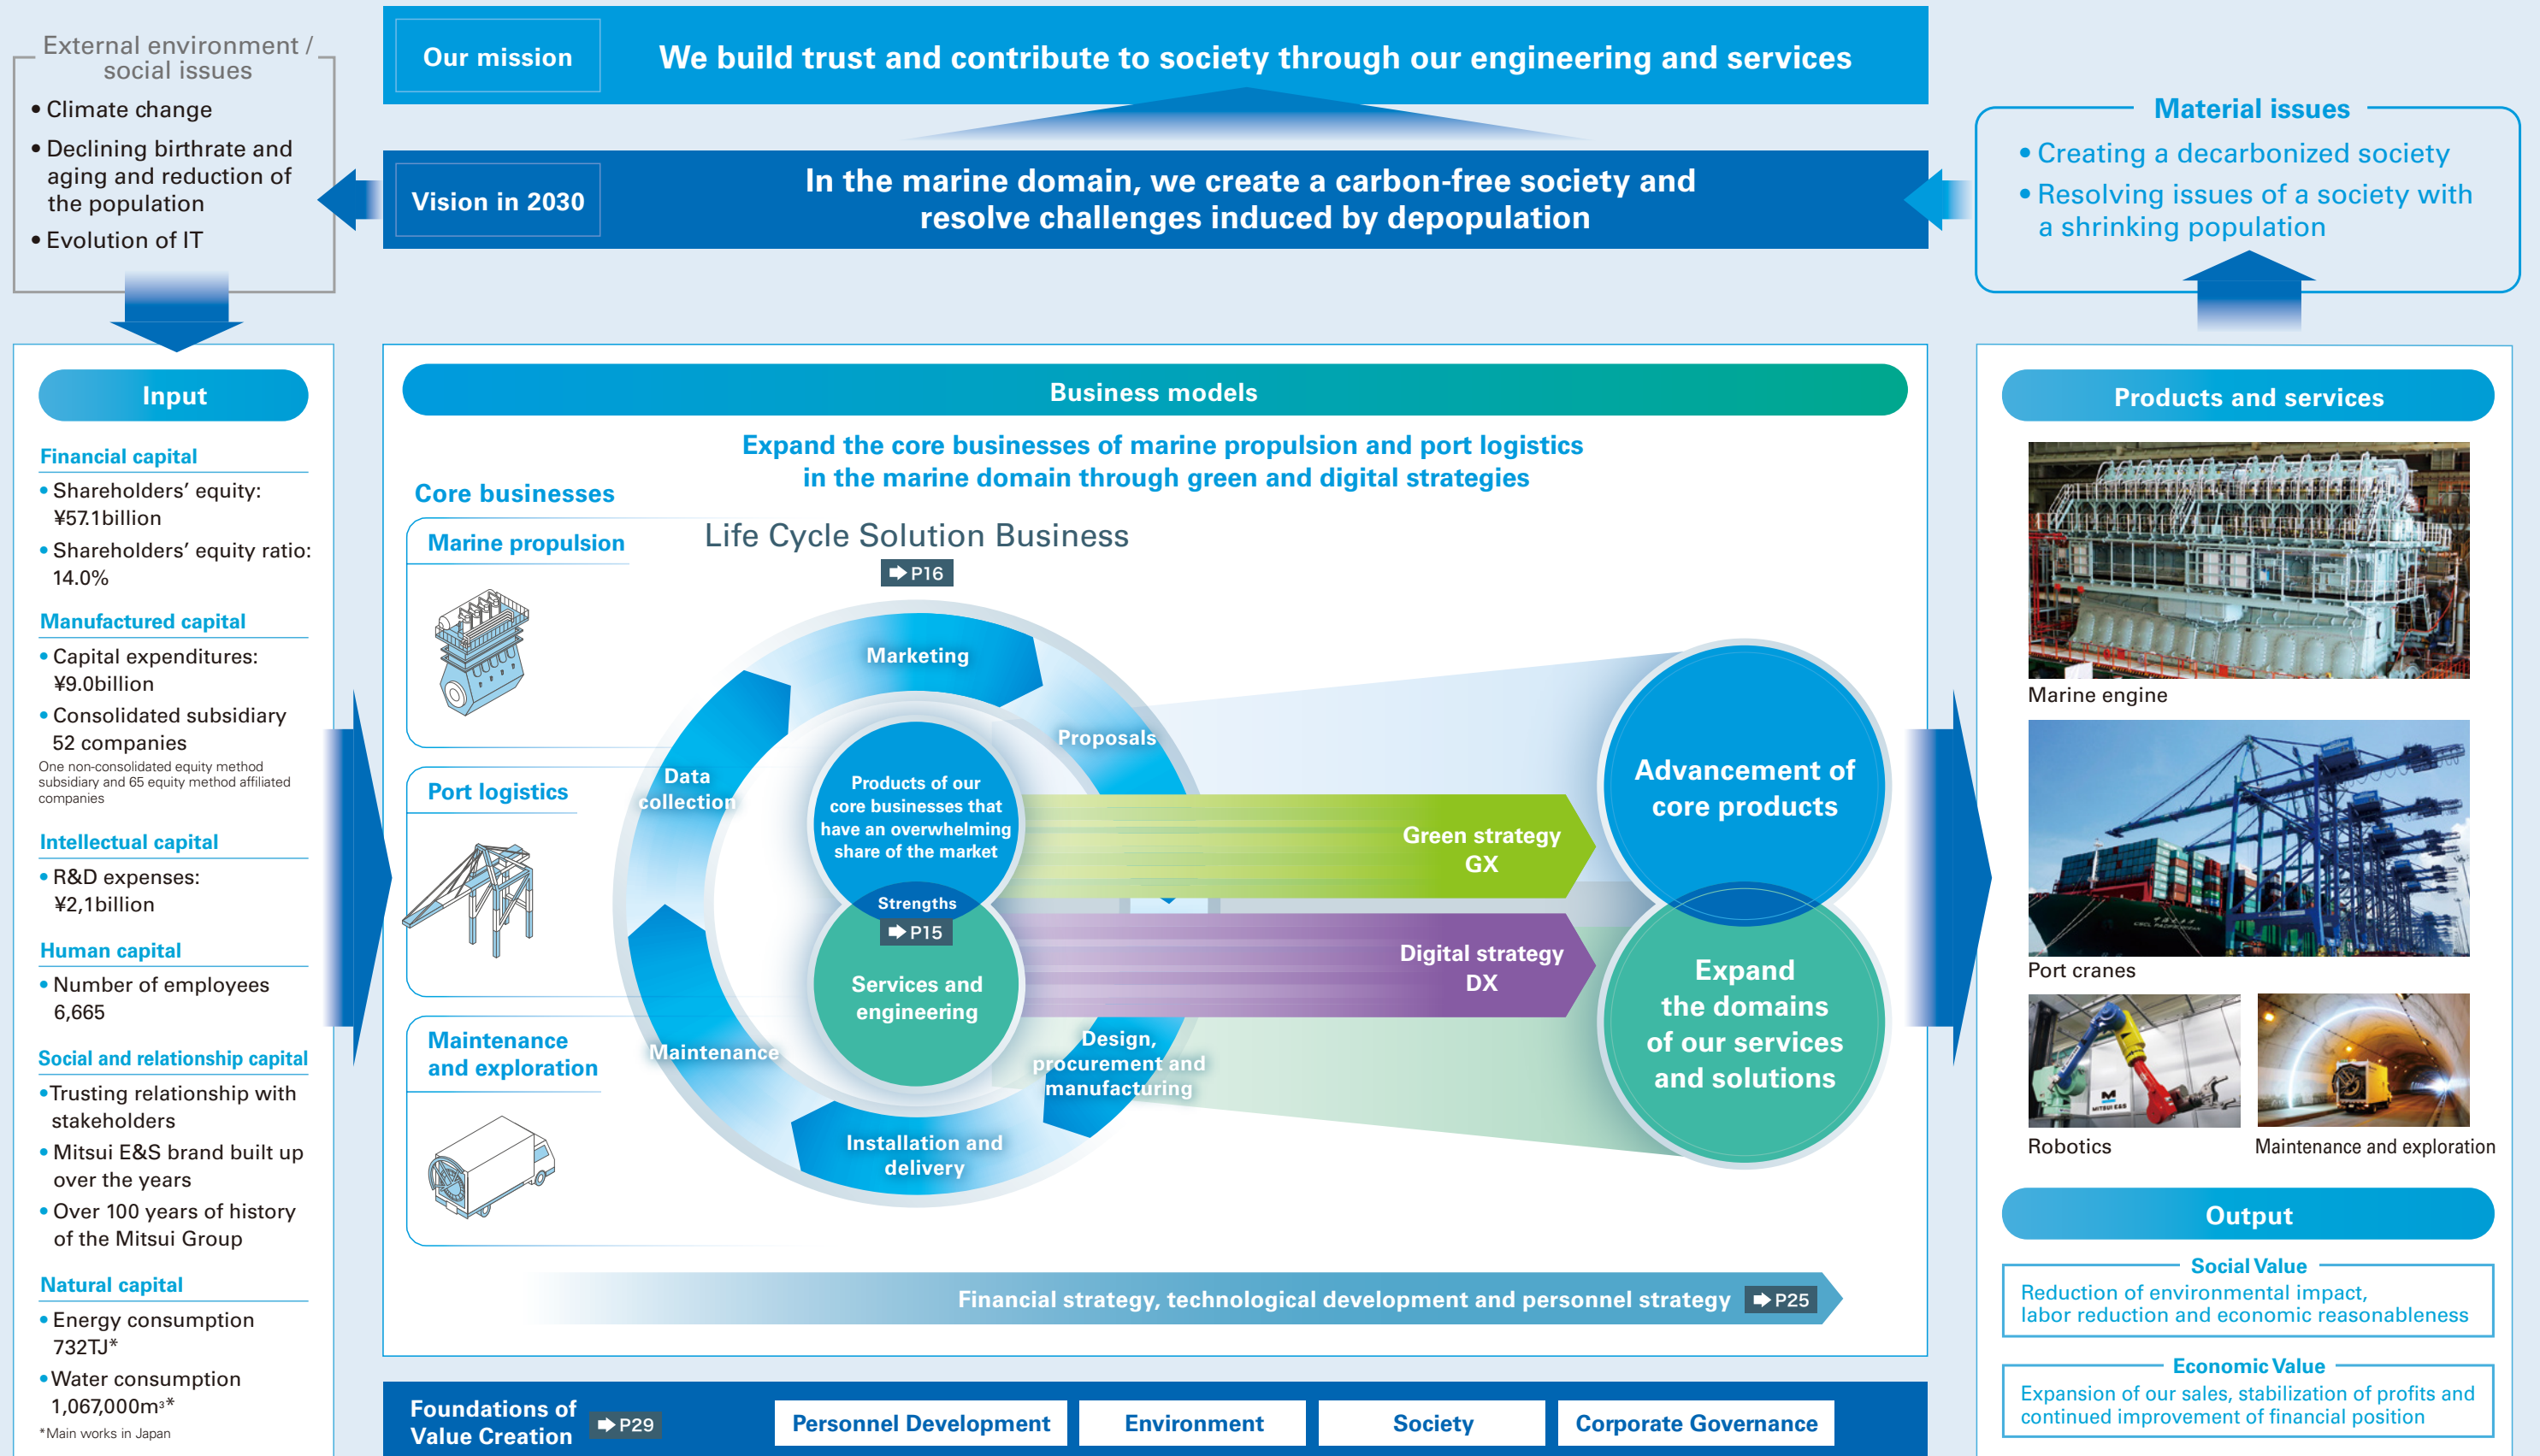 External environment /
social issues
• Climate change
• Declining birthrate and
aging and reduction of
the population
• Evolution of IT
Our mission
We build trust and contribute to society through our engineering and services
Vision in 2030
In the marine domain, we create a carbon-free society and
resolve challenges induced by depopulation
Material issues
• Creating a decarbonized society
• Resolving issues of a society with
a shrinking population
Input
Financial capital
• Shareholders’ equity:
¥57.1billion
• Shareholders’ equity ratio:
14.0%
Manufactured capital
• Capital expenditures:
¥9.0billion
• Consolidated subsidiary
52 companies
One non-consolidated equity method
subsidiary and 65 equity method affiliated
companies
Intellectual capital
• R&D expenses:
¥2,1billion
Human capital
• Number of employees
6,665
Social and relationship capital
• Trusting relationship with
stakeholders
• Mitsui E&S brand built up
over the years
• Over 100 years of history
of the Mitsui Group
Natural capital
• Energy consumption
732TJ*
• Water consumption
1,067,000m³*
*Main works in Japan
Business models
Expand the core businesses of marine propulsion and port logistics
in the marine domain through green and digital strategies
Core businesses
Marine propulsion
Port logistics
Maintenance
and exploration
Life Cycle Solution Business
➡ P16
Marketing
Proposals
Design,
procurement and
manufacturing
Installation and
delivery
Maintenance
Data
collection
Products of our
core businesses that
have an overwhelming
share of the market
Strengths
➡ P15
Services and
engineering
Green strategy
GX
Digital strategy
DX
Advancement of
core products
Expand
the domains
of our services
and solutions
Financial strategy, technological development and personnel strategy ➡ P25
Foundations of
Value Creation
➡ P29
Personnel Development
Environment
Society
Corporate Governance
Products and services
Marine engine
Port cranes
MITSUI E&S
Robotics
Maintenance and exploration
Output
Social Value
Reduction of environmental impact,
labor reduction and economic reasonableness
Economic Value
Expansion of our sales, stabilization of profits and
continued improvement of financial position